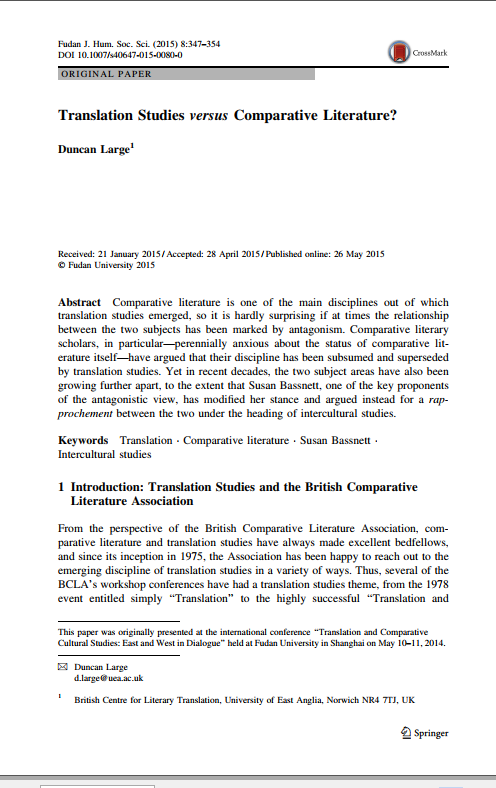 Fudan J. Hum. Soc. Sci. (2015) 8:347–354
DOI 10.1007/s40647-015-0080-0
CrossMark
ORIGINAL PAPER
Translation Studies versus Comparative Literature?
Duncan Large1
Received: 21 January 2015 / Accepted: 28 April 2015 / Published online: 26 May 2015
© Fudan University 2015
Abstract Comparative literature is one of the main disciplines out of which
translation studies emerged, so it is hardly surprising if at times the relationship
between the two subjects has been marked by antagonism. Comparative literary
scholars, in particular—perennially anxious about the status of comparative lit-
erature itself—have argued that their discipline has been subsumed and superseded
by translation studies. Yet in recent decades, the two subject areas have also been
growing further apart, to the extent that Susan Bassnett, one of the key proponents
of the antagonistic view, has modified her stance and argued instead for a rap-
prochement between the two under the heading of intercultural studies.
Keywords Translation · Comparative literature · Susan Bassnett ·
Intercultural studies
1 Introduction: Translation Studies and the British Comparative
Literature Association
From the perspective of the British Comparative Literature Association, com-
parative literature and translation studies have always made excellent bedfellows,
and since its inception in 1975, the Association has been happy to reach out to the
emerging discipline of translation studies in a variety of ways. Thus, several of the
BCLA's workshop conferences have had a translation studies theme, from the 1978
event entitled simply “Translation” to the highly successful “Translation and
This paper was originally presented at the international conference “Translation and Comparative
Cultural Studies: East and West in Dialogue” held at Fudan University in Shanghai on May 10–11, 2014.
✉ Duncan Large
d.large@uea.ac.uk
1 British Centre for Literary Translation, University of East Anglia, Norwich NR4 7TJ, UK
Springer